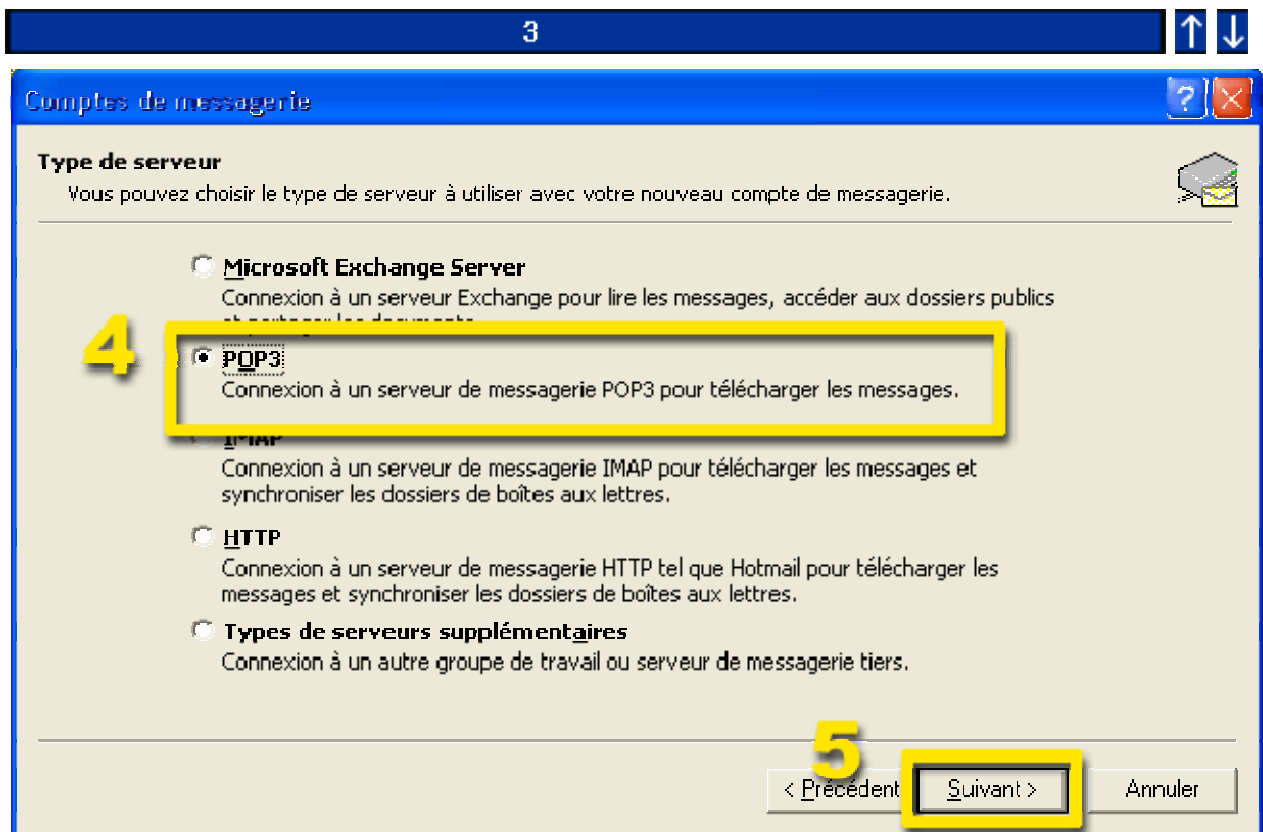 3
Comptes de messagerie
Type de serveur
Vous pouvez choisir le type de serveur à utiliser avec votre nouveau compte de messagerie.
Microsoft Exchange Server
Connexion à un serveur Exchange pour lire les messages, accéder aux dossiers publics
et partager les documents.
4
POP3
Connexion à un serveur de messagerie POP3 pour télécharger les messages.
IMAP
Connexion à un serveur de messagerie IMAP pour télécharger les messages et
synchroniser les dossiers de boîtes aux lettres.
HTTP
Connexion à un serveur de messagerie HTTP tel que Hotmail pour télécharger les
messages et synchroniser les dossiers de boîtes aux lettres.
Types de serveurs supplémentaires
Connexion à un autre groupe de travail ou serveur de messagerie tiers.
5
< Précédent Suivant > Annuler